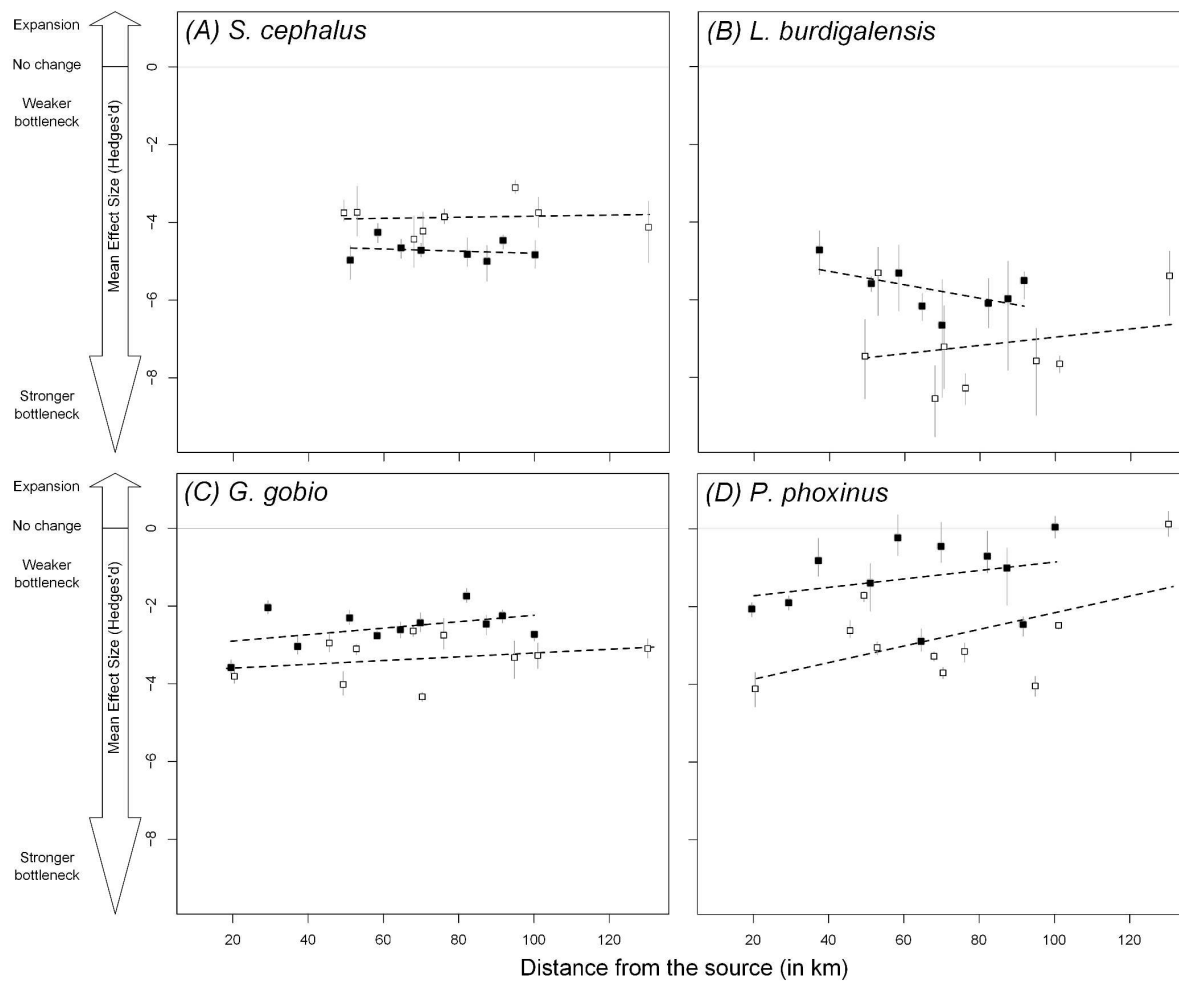 Expansion
No change
Weaker
bottleneck
Stronger
bottleneck
Mean Effect Size (Hedges'd)
0
-2
-4
-6
-8
(A) S. cephalus
(B) L. burdigalensis
Expansion
No change
Weaker
bottleneck
Stronger
bottleneck
Mean Effect Size (Hedges'd)
0
-2
-4
-6
-8
(C) G. gobio
(D) P. phoxinus
20 40 60 80 100 120
20 40 60 80 100 120
Distance from the source (in km)